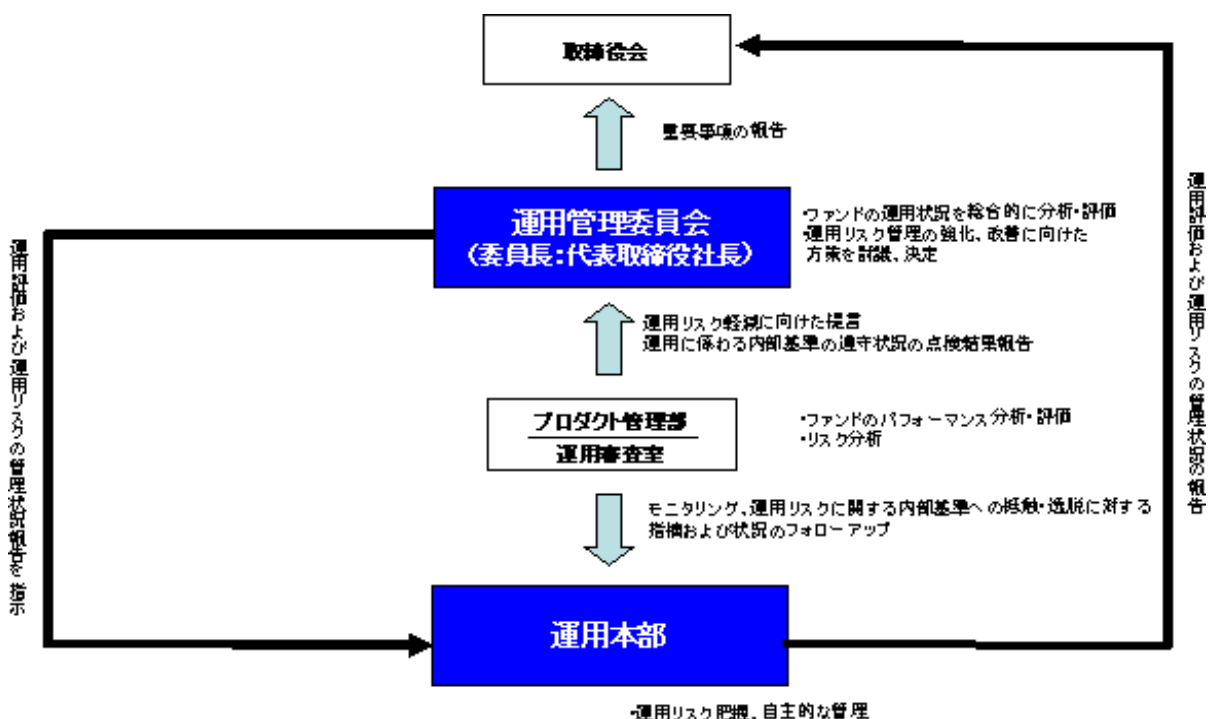 取締役会
重要事項の報告
運用管理委員会
(委員長:代表取締役社長)
・ファンドの運用状況を総合的に分析・評価
・運用リスク管理の強化、改善に向けた
方策を討議、決定
運用リスク軽減に向けた提言
運用に係わる内部基準の遵守状況の点検結果報告
プロダクト管理部
運用審査室
・ファンドのパフォーマンス分析・評価
・リスク分析
モニタリング、運用リスクに関する内部基準への抵触・逸脱に対する
指摘および状況のフォローアップ
運用本部
・運用リスク把握、自主的な管理
運用評価および運用リスクの管理状況報告を指示
運用評価および運用リスクの管理状況の報告